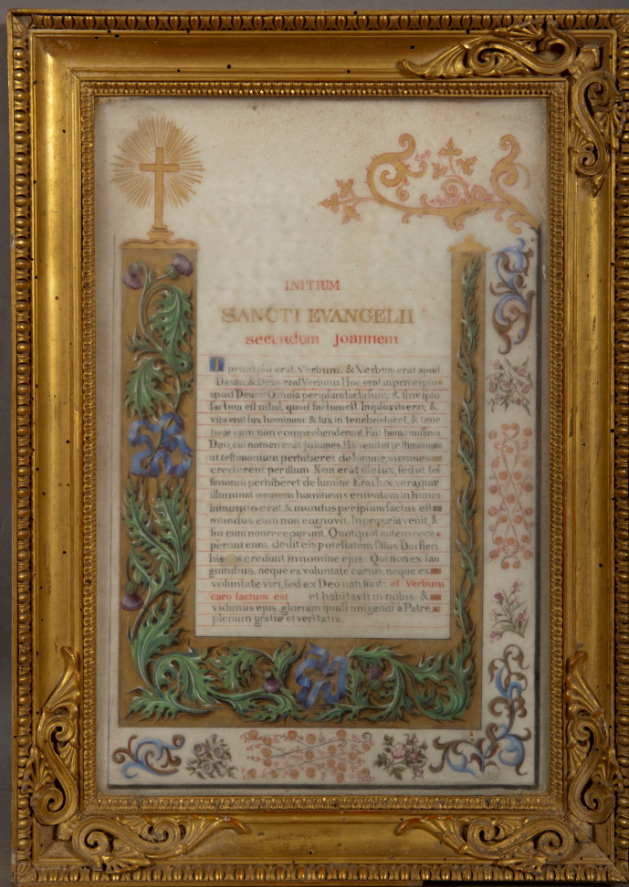 INITIUM
SANCTI EVANGELII
secundum Joannem
In principio erat Verbum, & Verbum erat apud
Deum, & Deus erat Verbum. Hoc erat in principio
apud Deum. Omnia per ipsum facta sunt: & sine ipso
factum est nihil, quod factum est. In ipso vita erat, &
vita erat lux hominum: & lux in tenebris lucet, & tene
bræ eam non comprehenderunt. Fuit homo missus a
Deo, cui nomen erat Joannes. Hic venit in testimonium
ut testimonium perhiberet de lumine, ut omnes
crederent per illum. Non erat ille lux, sed ut tes
timonium perhiberet de lumine. Erat lux vera, quæ
illuminat omnem hominem venientem in hunc
mundum
In mundo erat, & mundus per ipsum factus est
mundus eum non cognovit. In propria venit, &
sui eum non receperunt. Quotquot autem rece
perunt eum, dedit eis potestatem filios Dei fieri
his credunt in nomine ejus: Qui non ex san
guinibus, neque ex voluntate carnis, neque ex
voluntate viri, sed ex Deo nati sunt: et Verbum
caro factum est et habitavit in nobis: &
vidimus ejus, gloriam quasi unigeniti à Patre
plenum gratiæ et veritatis.